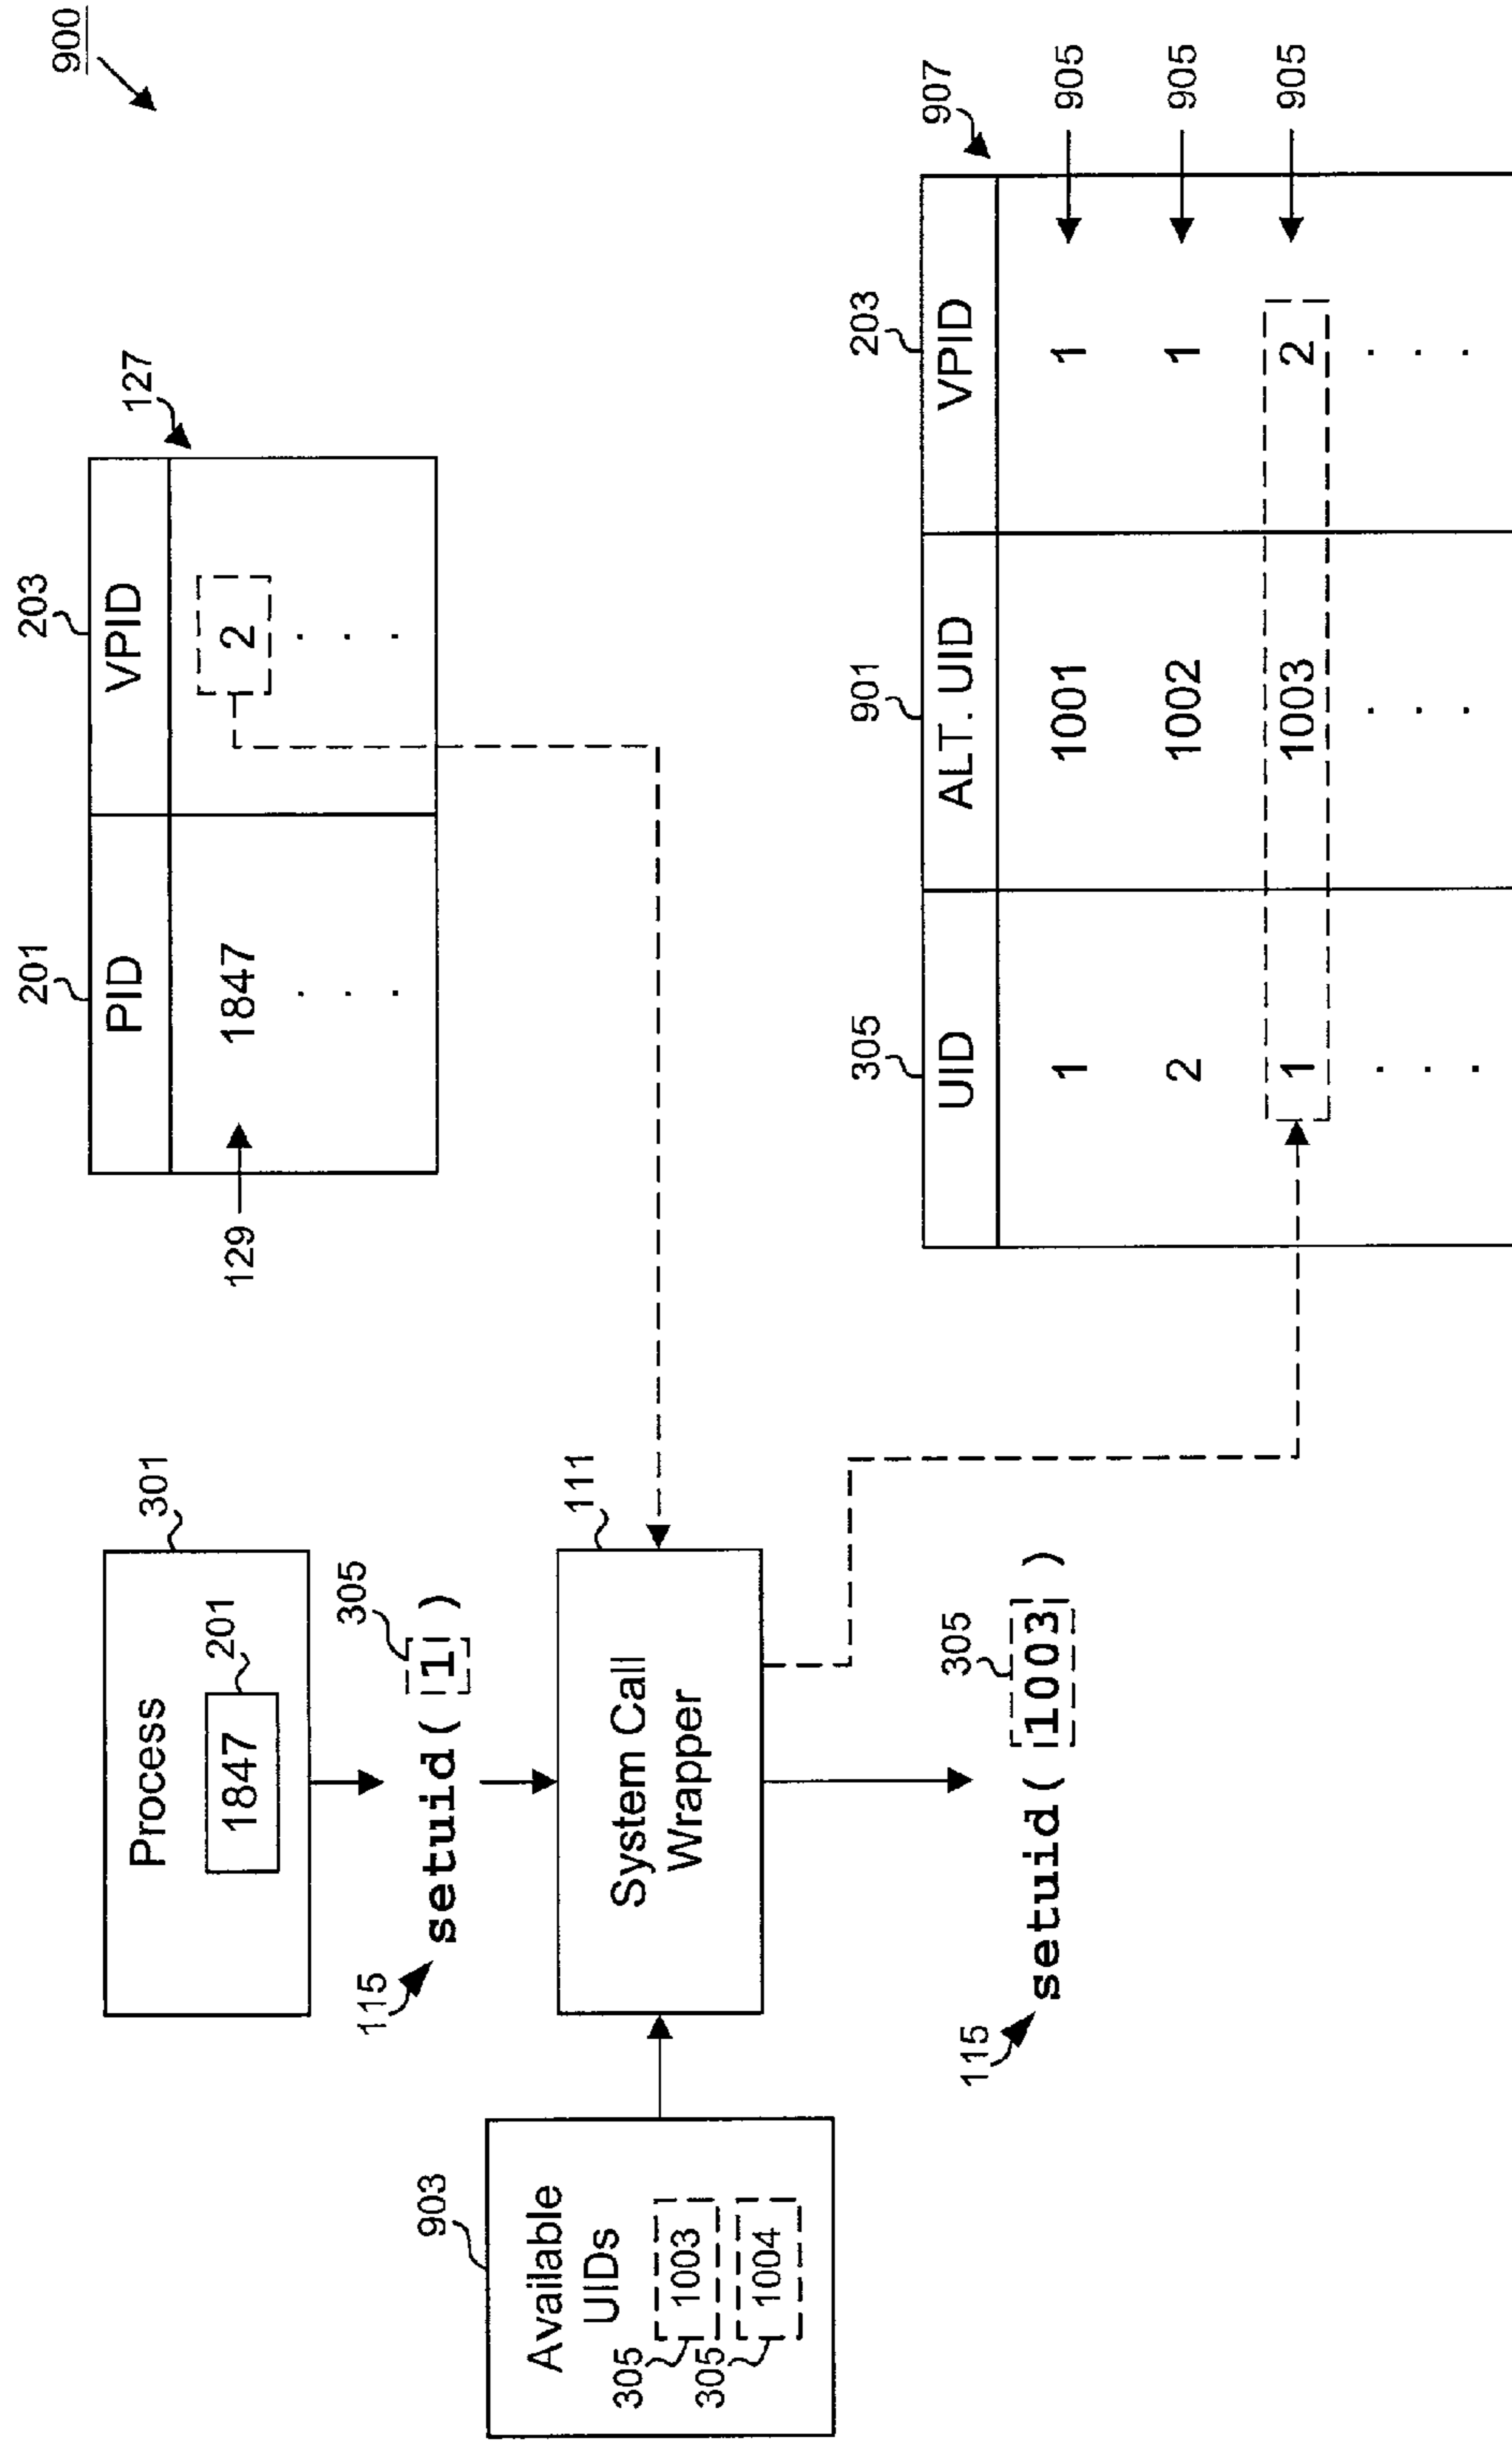 900
301
Process
201
1847
115
305
setuid( 1 )
903
Available
UIDs
305
1003
305
1004
111
System Call
Wrapper
115
305
setuid( 1003 )
201
203
PID
VPID
127
129
1847
2
. . .
. . .
305
901
203
907
UID
ALT. UID
VPID
1
1001
1
905
2
1002
1
905
1
1003
2
905
. . .
. . .
. . .